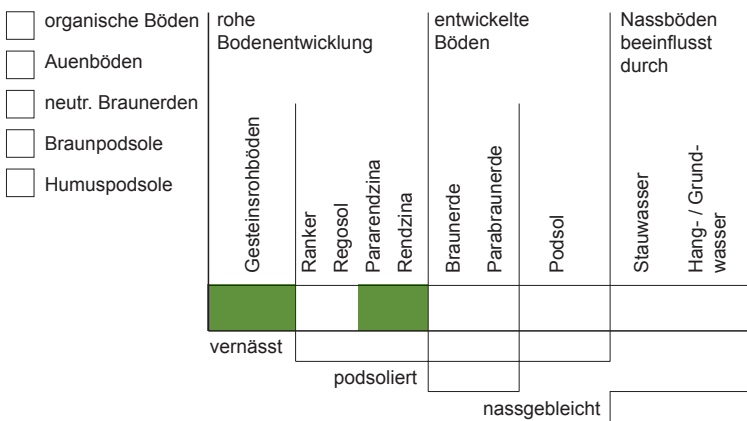 organische Böden
Auenböden
neutr. Braunerden
Braunpodsole
Humuspodsole
rohe
Bodenentwicklung
entwickelte
Böden
Nassböden
beeinflusst
durch
Gesteinsrohböden
Ranker
Regosol
Pararendzina
Rendzina
Braunerde
Parabraunerde
Podsol
Stauwasser
Hang- / Grund-
wasser
vernässt
podsoliert
nassgebleicht